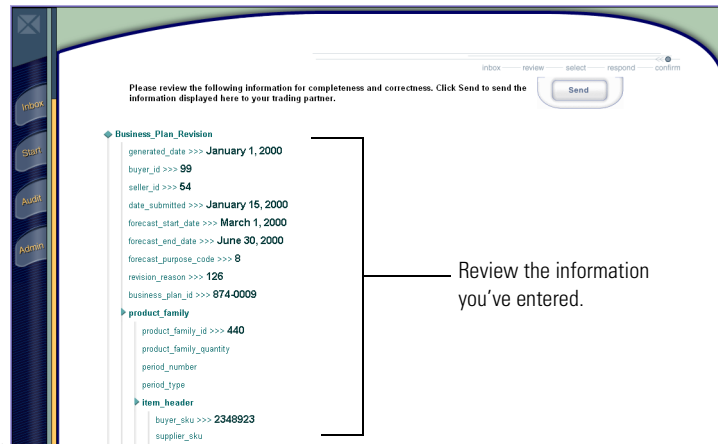 inbox review select respond confirm
Please review the following information for completeness and correctness. Click Send to send the
information displayed here to your trading partner.
Send
Inbox
Start
Audit
Admin
Business_Plan_Revision
generated_date >>> January 1, 2000
buyer_id >>> 99
seller_id >>> 54
date_submitted >>> January 15, 2000
forecast_start_date >>> March 1, 2000
forecast_end_date >>> June 30, 2000
forecast_purpose_code >>> 8
revision_reason >>> 126
business_plan_id >>> 874-0009
product_family
product_family_id >>> 440
product_family_quantity
period_number
period_type
item_header
buyer_sku >>> 2348923
supplier_sku
Review the information
you've entered.